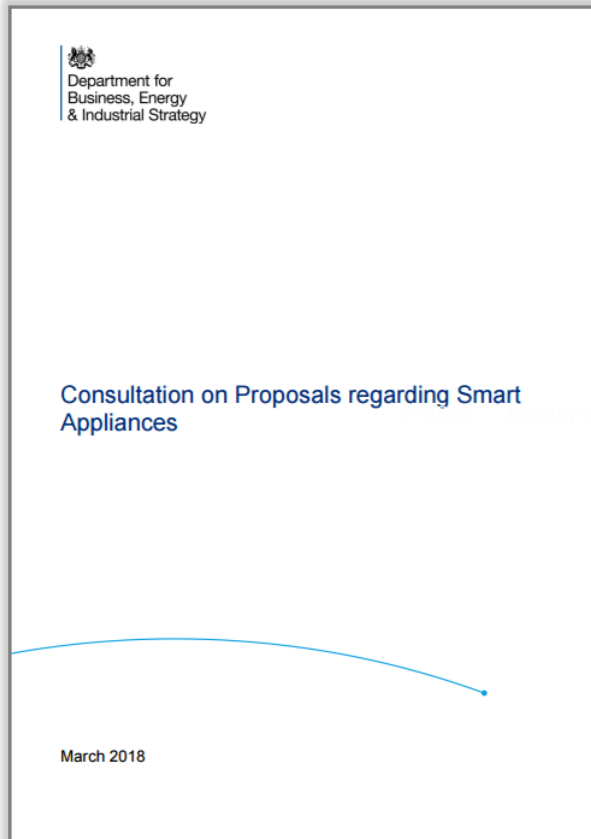 Department for
Business, Energy
& Industrial Strategy
Consultation on Proposals regarding Smart
Appliances
March 2018